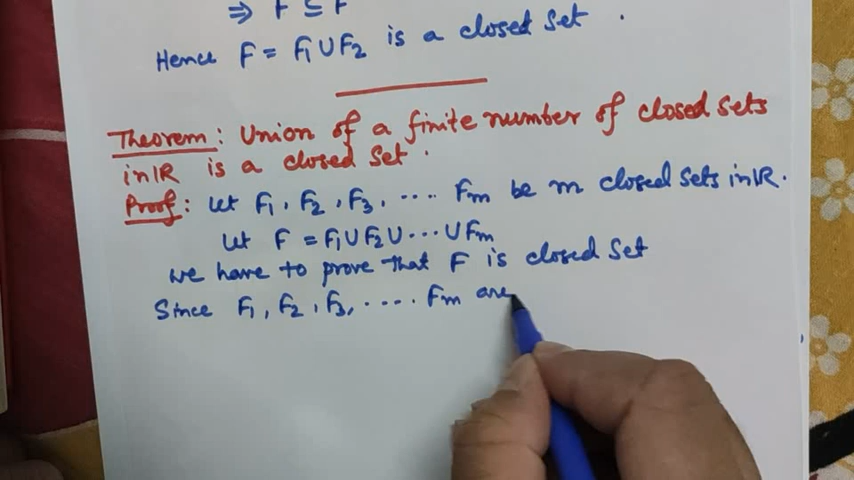 ⇒ F ⊆ F
Hence F = F₁ ∪ F₂ is a closed set .
Theorem : Union of a finite number of closed sets
in IR is a closed set .
Proof : Let F₁ , F₂ , F₃ , .... Fm be m closed sets in IR .
Let F = F₁ ∪ F₂ ∪ ... ∪ Fm
we have to prove that F is closed set
Since F₁ , F₂ , F₃ , .... Fm are